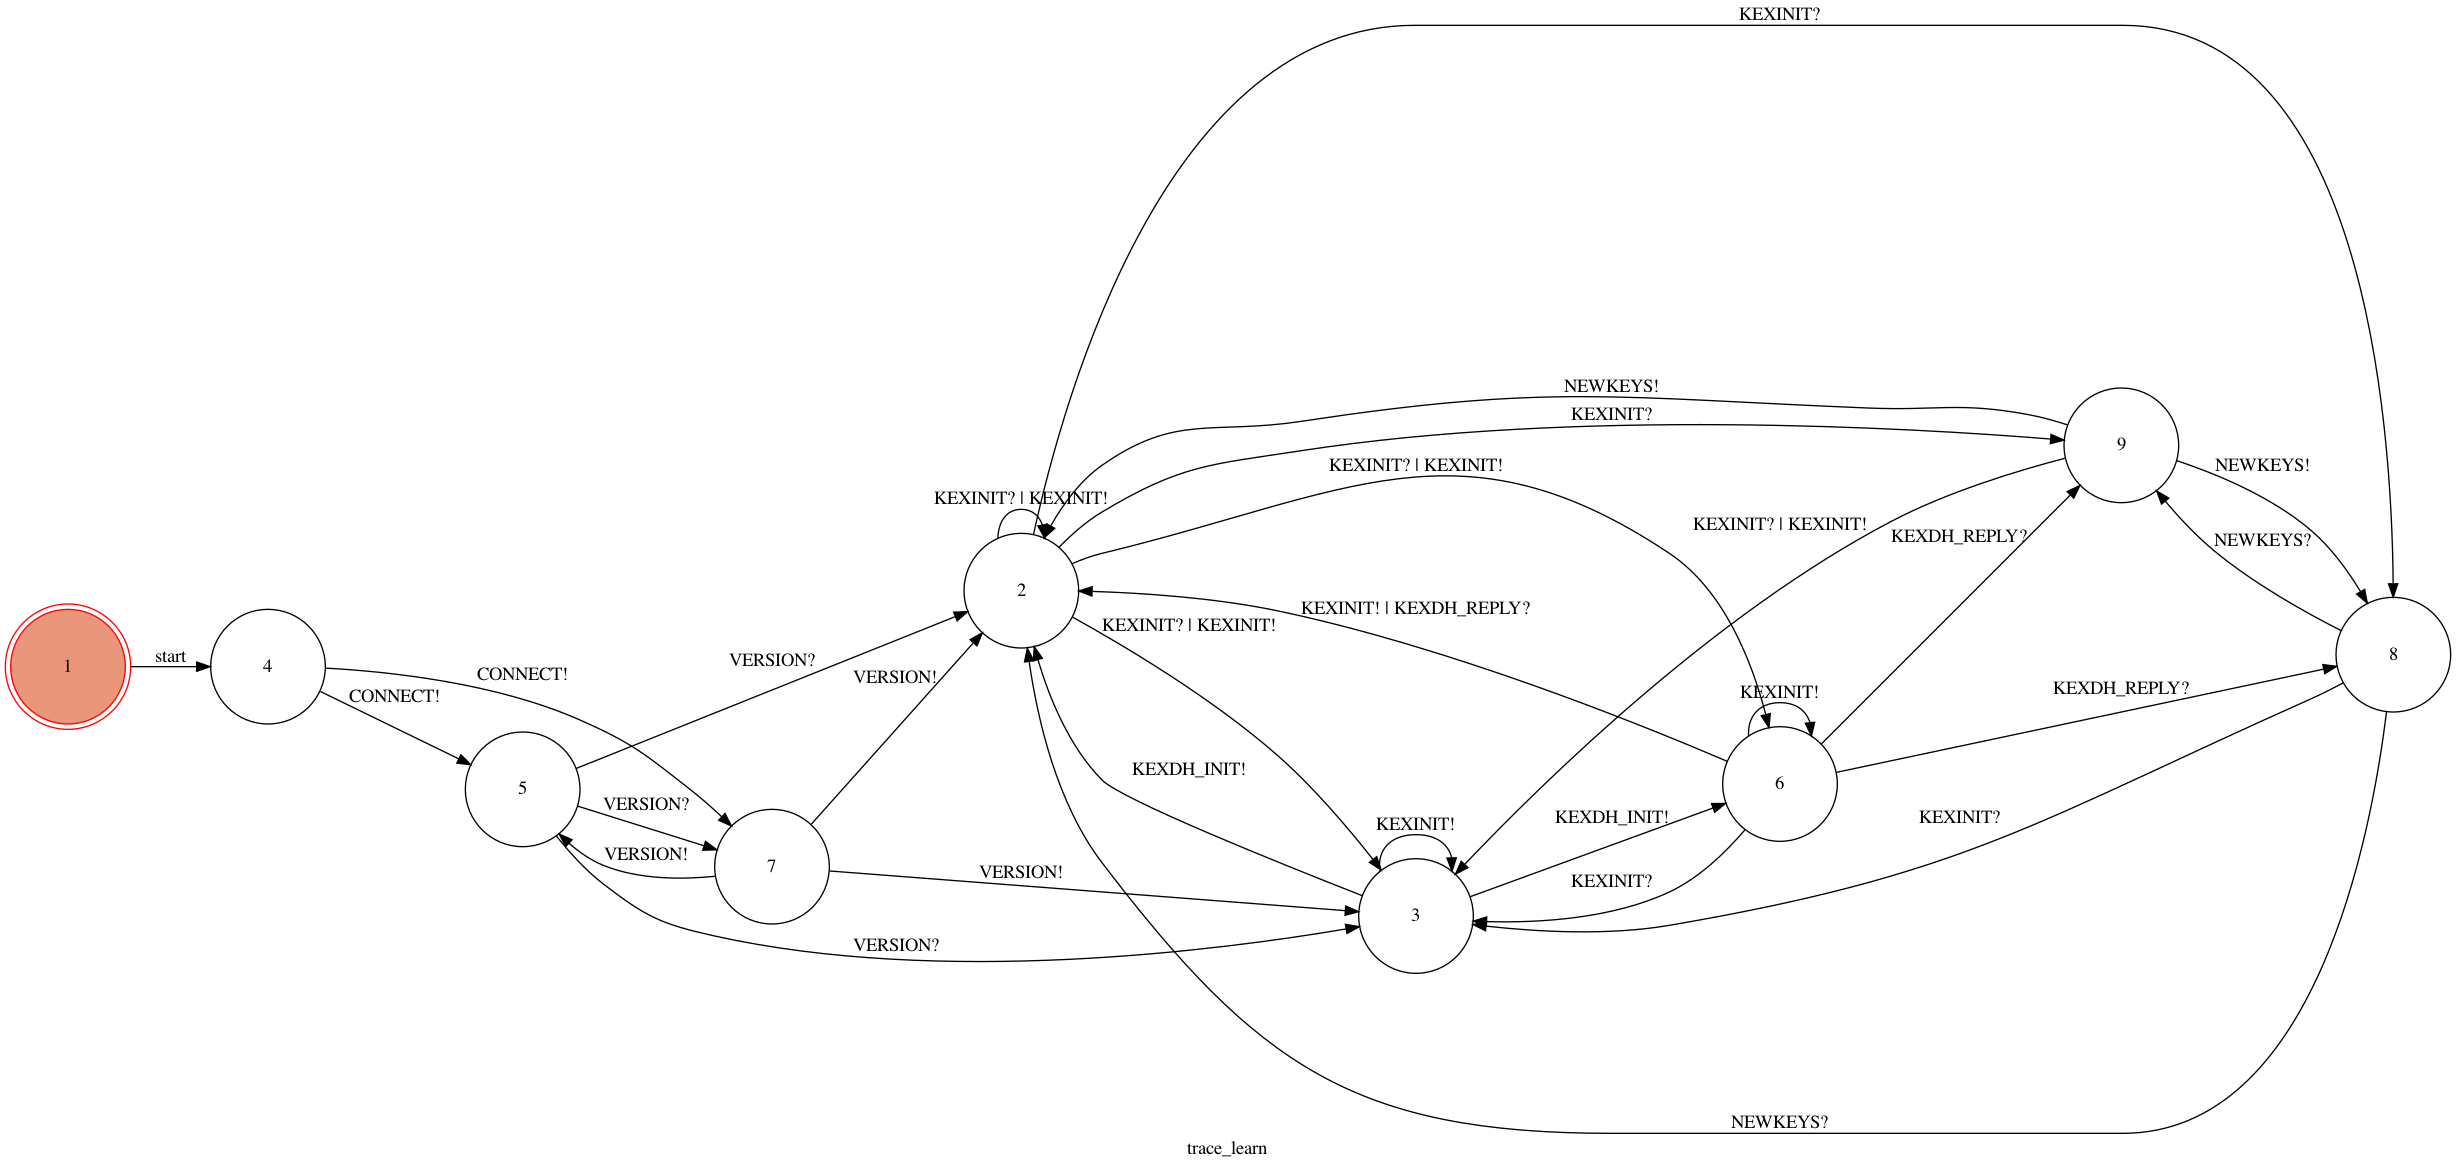 KEXINIT?
NEWKEYS!
KEXINIT?
KEXINIT? | KEXINIT!
KEXINIT? | KEXINIT!
9
NEWKEYS!
KEXINIT? | KEXINIT!
KEXDH_REPLY?
NEWKEYS?
2
KEXINIT! | KEXDH_REPLY?
KEXINIT? | KEXINIT!
1
start
4
CONNECT!
CONNECT!
VERSION?
VERSION!
KEXINIT!
KEXDH_REPLY?
8
5
VERSION?
VERSION!
7
KEXDH_INIT!
6
KEXINIT!
KEXDH_INIT!
KEXINIT?
VERSION!
KEXINIT?
3
VERSION?
NEWKEYS?
trace_learn